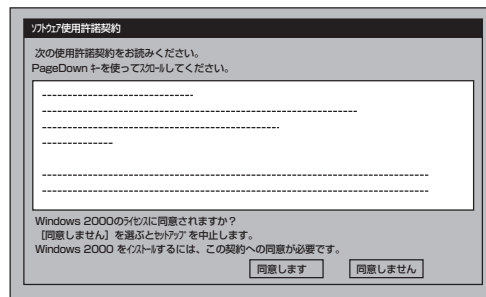 ソフトウェア使用許諾契約
次の使用許諾契約をお読みください。
PageDown キーを使ってスクロールしてください。
Windows 2000のライセンスに同意されますか？
［同意しません］を選ぶとセットアップを中止します。
Windows 2000 をインストールするには、この契約への同意が必要です。
同意します
同意しません